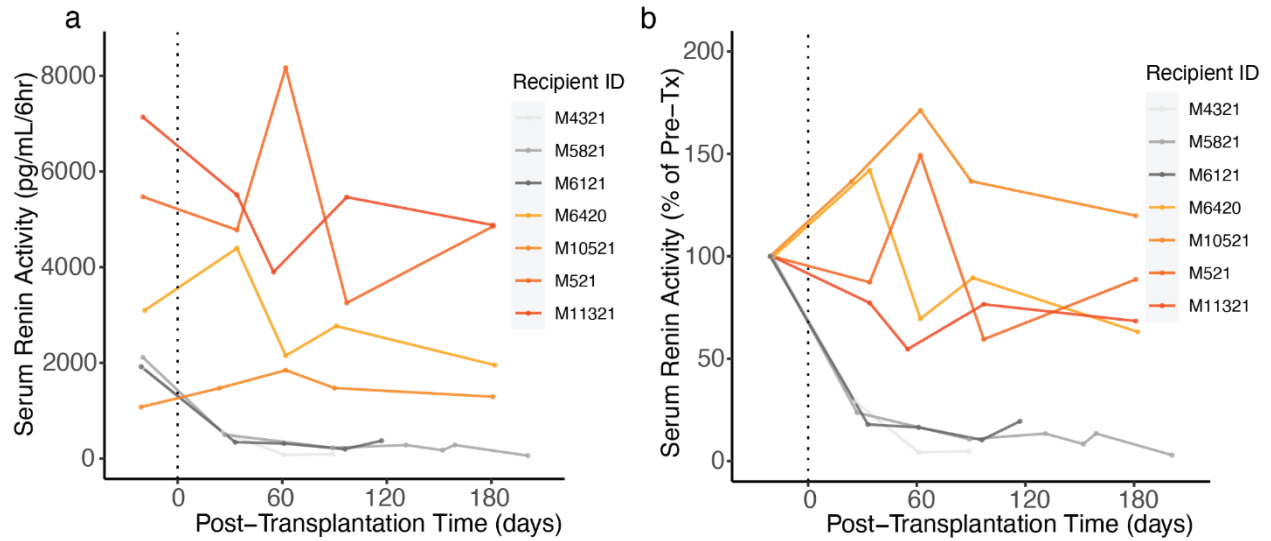 a
Serum Renin Activity (pg/mL/6hr)
8000
6000
4000
2000
0
0 60 120 180
Post−Transplantation Time (days)
Recipient ID
M4321
M5821
M6121
M6420
M10521
M521
M11321
b
Serum Renin Activity (% of Pre−Tx)
200
150
100
50
0
0 60 120 180
Post−Transplantation Time (days)
Recipient ID
M4321
M5821
M6121
M6420
M10521
M521
M11321